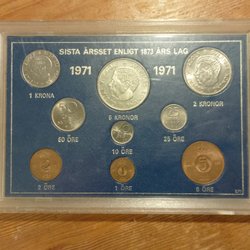 SISTA ÅRSSET ENLIGT 1873 ÅRS LAG
1971 1971
1 KRONA 5 KRONOR 2 KRONOR
50 ÖRE 10 ÖRE 25 ÖRE
2 ÖRE 1 ÖRE 5 ÖRE